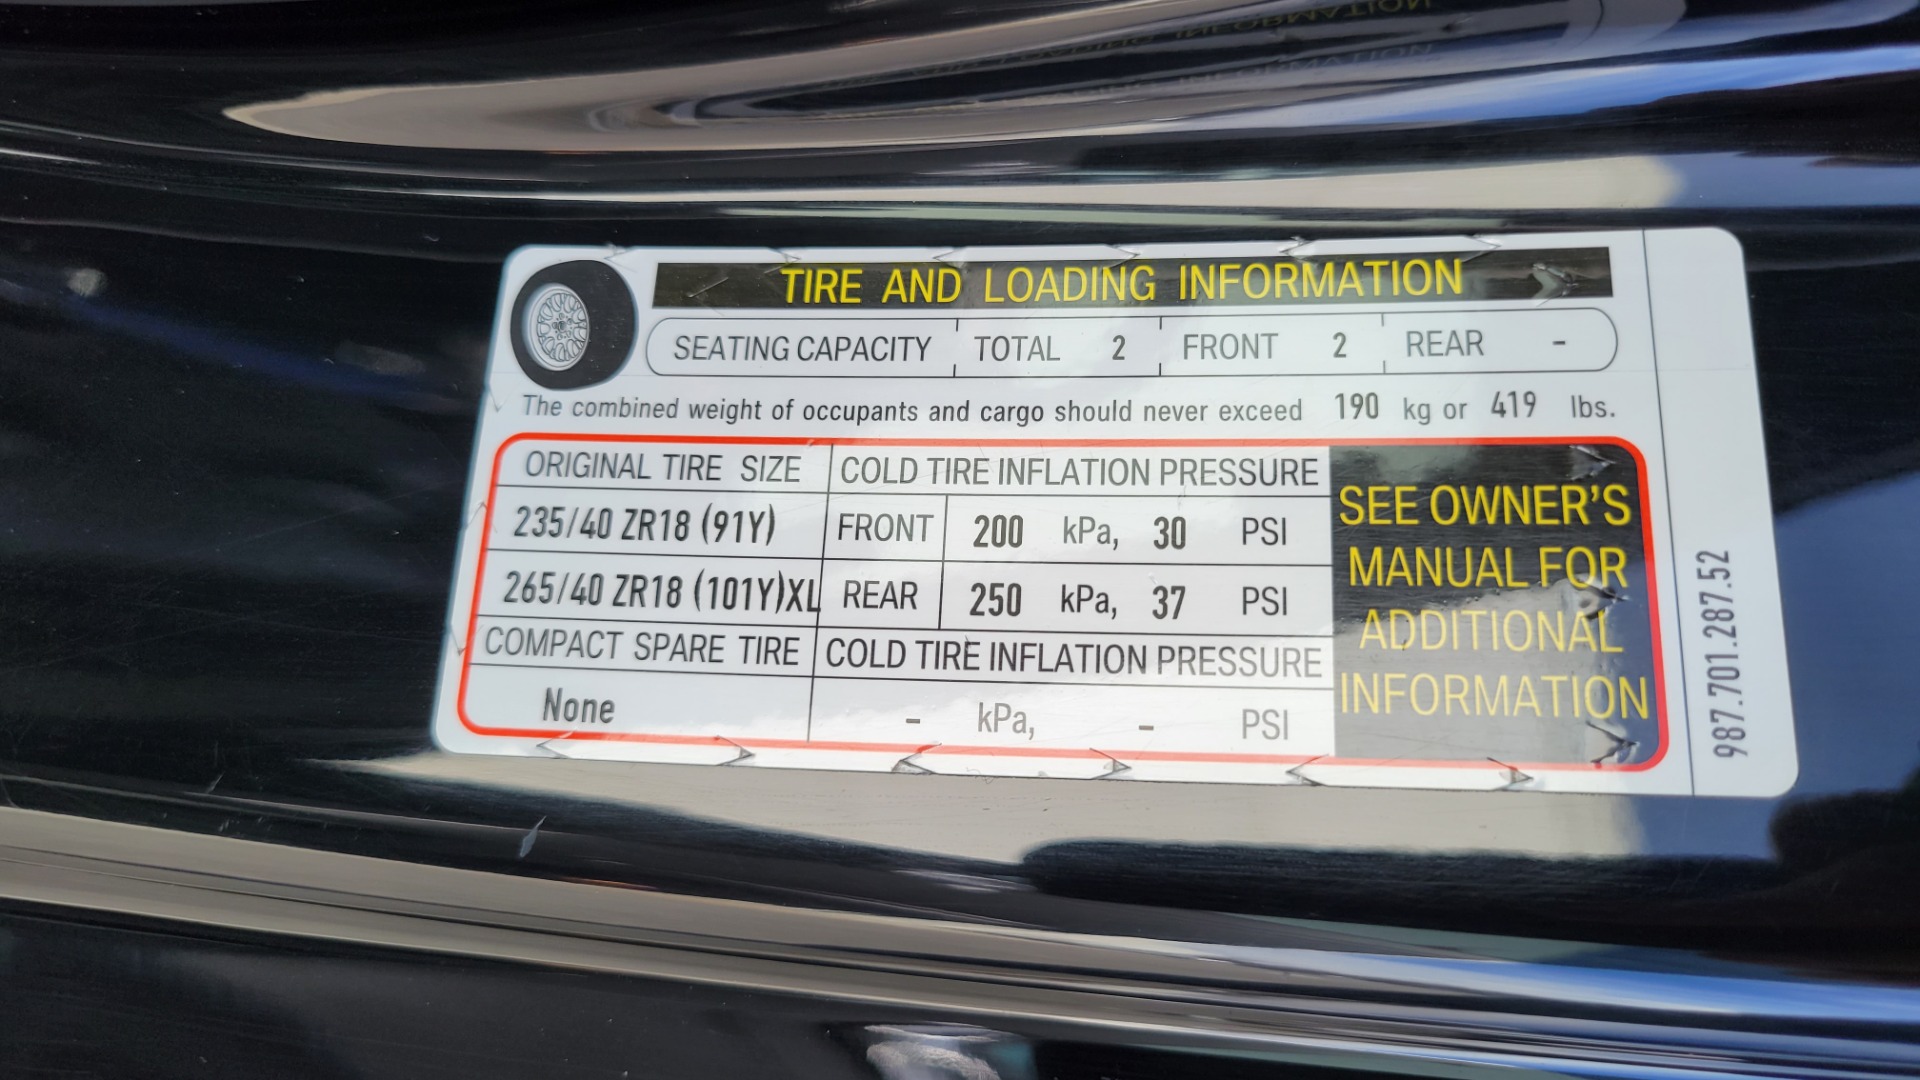 TIRE AND LOADING INFORMATION
SEATING CAPACITY TOTAL 2 FRONT 2 REAR -
The combined weight of occupants and cargo should never exceed 190 kg or 419 lbs.
ORIGINAL TIRE SIZE COLD TIRE INFLATION PRESSURE
235/40 ZR18 (91Y) FRONT 200 kPa, 30 PSI
265/40 ZR18 (101Y)XL REAR 250 kPa, 37 PSI
COMPACT SPARE TIRE COLD TIRE INFLATION PRESSURE
None - kPa, - PSI
SEE OWNER'S
MANUAL FOR
ADDITIONAL
INFORMATION
987.701.287.52